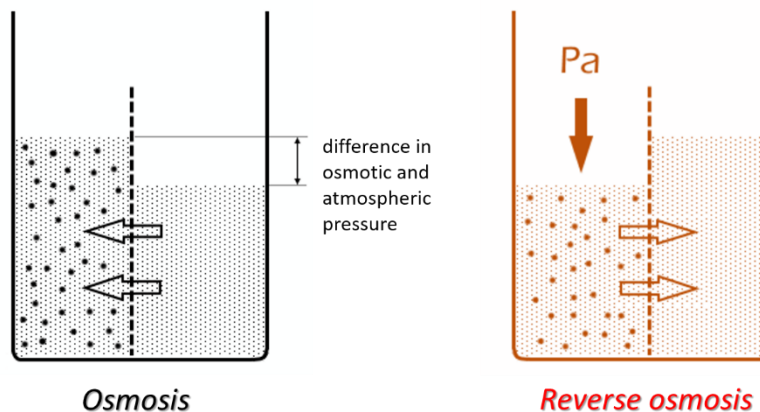 Pa
difference in
osmotic and
atmospheric
pressure
Osmosis
Reverse osmosis